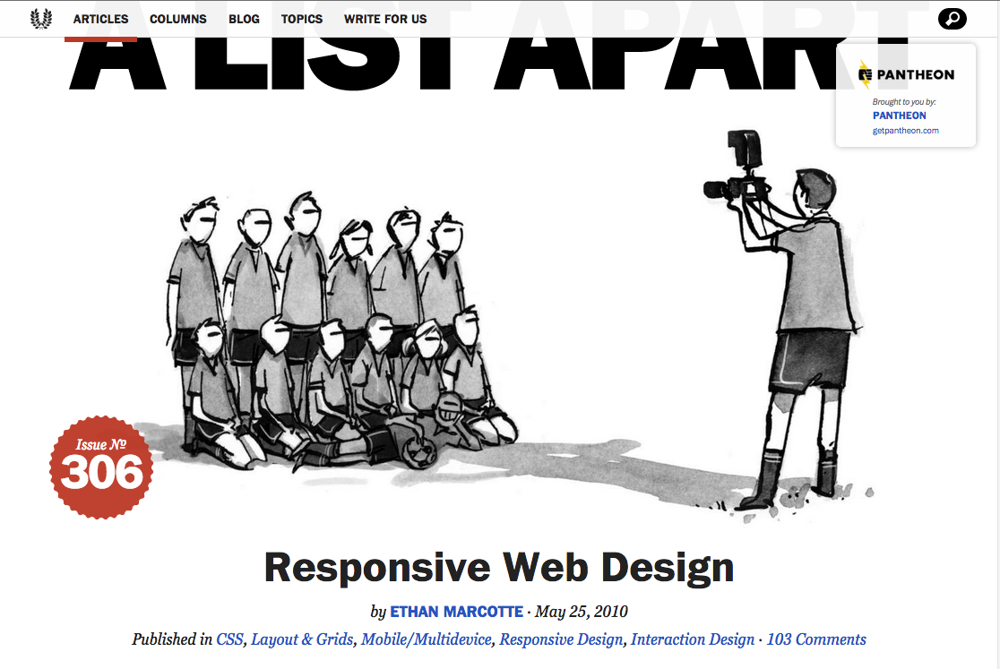 ARTICLES COLUMNS BLOG TOPICS WRITE FOR US
A LIST APART
PANTHEON
Brought to you by:
PANTHEON
getpantheon.com
Issue Nº
306
Responsive Web Design
by ETHAN MARCOTTE · May 25, 2010
Published in CSS, Layout & Grids, Mobile/Multidevice, Responsive Design, Interaction Design · 103 Comments